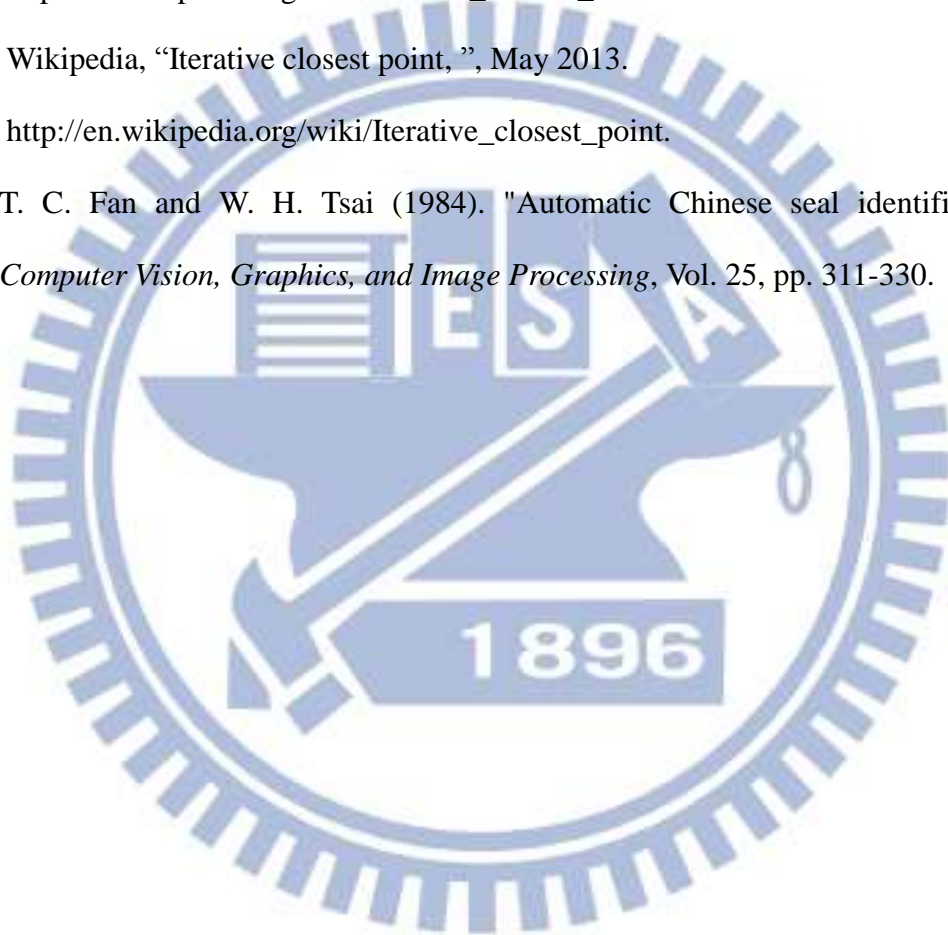 Wikipedia, “Iterative closest point, ”, May 2013.
http://en.wikipedia.org/wiki/Iterative_closest_point.
T. C. Fan and W. H. Tsai (1984). "Automatic Chinese seal
Computer Vision, Graphics, and Image Processing, Vol. 25, pp. 311-330.
E S A
1896